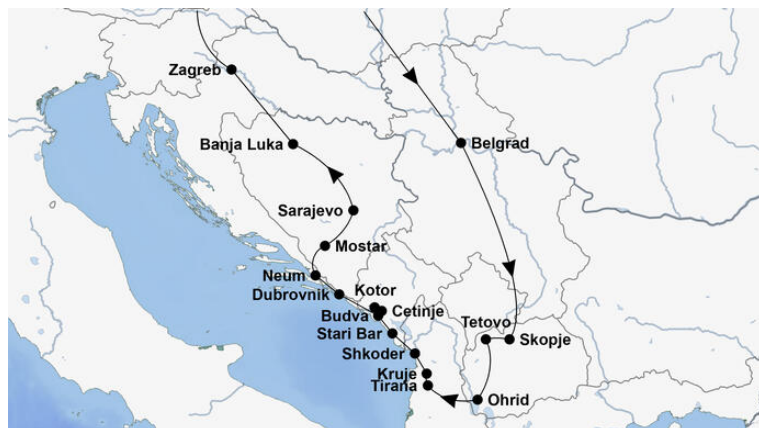 Zagreb
Banja Luka
Belgrad
Sarajevo
Mostar
Neum
Dubrovnik
Kotor
Cetinje
Budva
Stari Bar
Tetovo
Skopje
Shkoder
Kruje
Tirana
Ohrid